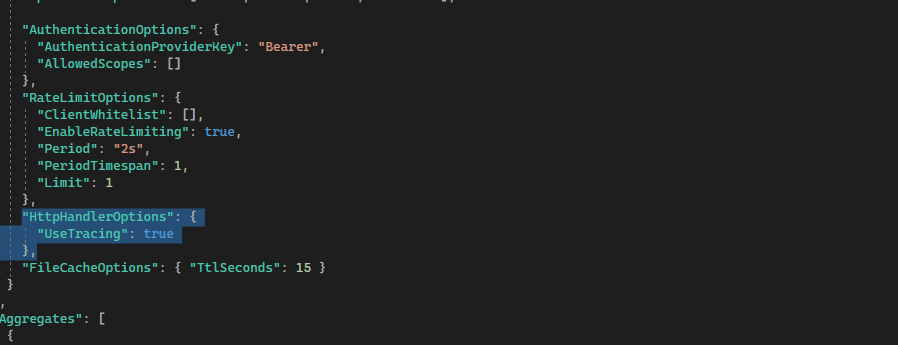 "AuthenticationOptions": {
"AuthenticationProviderKey": "Bearer",
"AllowedScopes": []
},
"RateLimitOptions": {
"ClientWhitelist": [],
"EnableRateLimiting": true,
"Period": "2s",
"PeriodTimespan": 1,
"Limit": 1
},
"HttpHandlerOptions": {
"UseTracing": true
},
"FileCacheOptions": { "TtlSeconds": 15 }
}
,
Aggregates": [
{